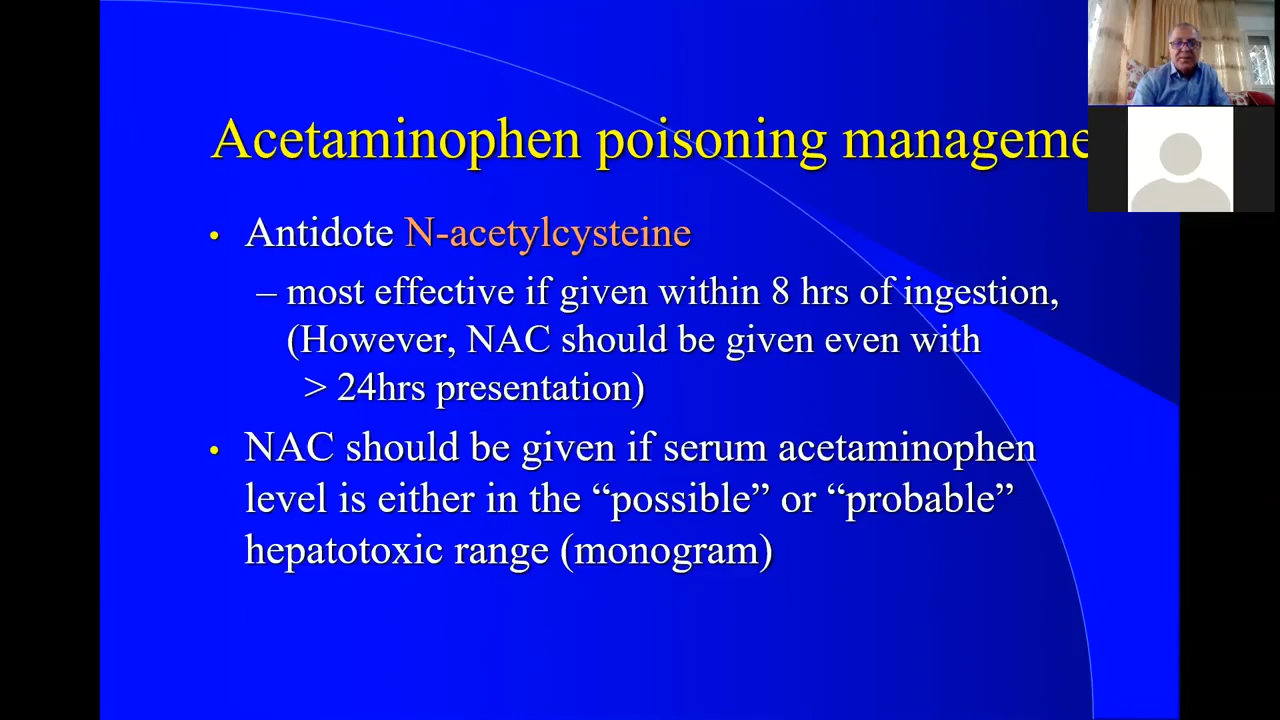 Acetaminophen poisoning manageme
• Antidote N-acetylcysteine
– most effective if given within 8 hrs of ingestion,
(However, NAC should be given even with
> 24hrs presentation)
• NAC should be given if serum acetaminophen
level is either in the “possible” or “probable”
hepatotoxic range (monogram)